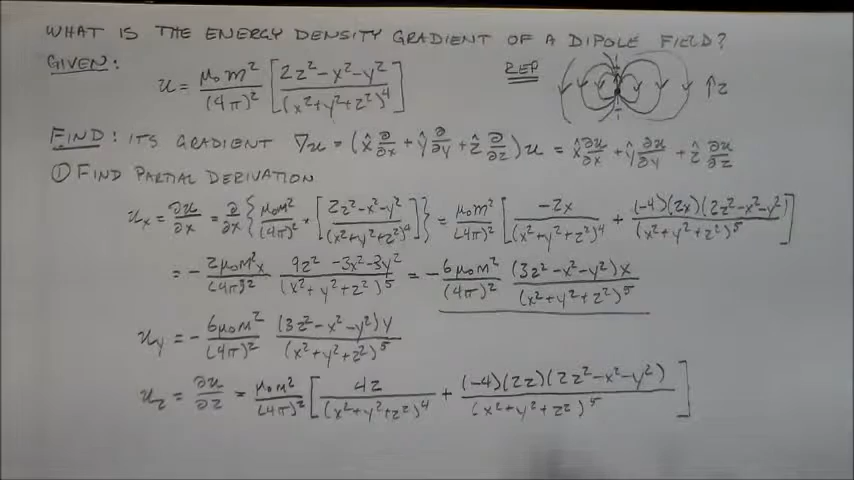 WHAT IS THE ENERGY DENSITY GRADIENT OF A DIPOLE FIELD?
GIVEN: u = μ₀m²/(4π)² [(2z²-x²-y²)/(x²+y²+z²)⁴] REP ↑z
FIND: ITS GRADIENT ∇u = (x̂ ∂/∂x + ŷ ∂/∂y + ẑ ∂/∂z)u = x̂ ∂u/∂x + ŷ ∂u/∂y + ẑ ∂u/∂z
① FIND PARTIAL DERIVATION
u_x = ∂u/∂x = ∂/∂x {μ₀m²/(4π)² * [(2z²-x²-y²)/(x²+y²+z²)⁴]} = μ₀m²/(4π)² [-2x/(x²+y²+z²)⁴ + (-4)(2x)(2z²-x²-y²)/(x²+y²+z²)⁵]
= - 2μ₀m²x/(4π)² (9z²-3x²-3y²)/(x²+y²+z²)⁵ = - 6μ₀m²/(4π)² (3z²-x²-y²)x/(x²+y²+z²)⁵
u_y = - 6μ₀m²/(4π)² (3z²-x²-y²)y/(x²+y²+z²)⁵
u_z = ∂u/∂z = μ₀m²/(4π)² [4z/(x²+y²+z²)⁴ + (-4)(2z)(2z²-x²-y²)/(x²+y²+z²)⁵]